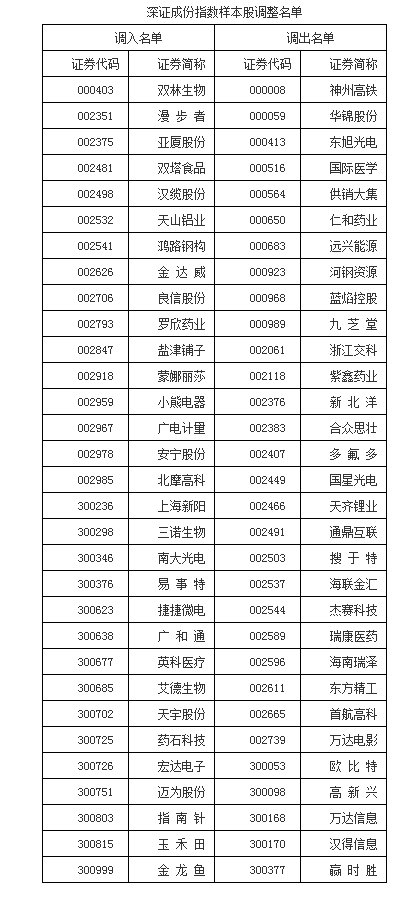 深证成份指数样本股调整名单
调入名单 调出名单
证券代码 证券简称 证券代码 证券简称
000403 双林生物 000008 神州高铁
002351 漫步者 000059 华锦股份
002375 亚厦股份 000413 东旭光电
002481 双塔食品 000516 国际医学
002498 汉缆股份 000564 供销大集
002532 天山铝业 000650 仁和药业
002541 鸿路钢构 000683 远兴能源
002626 金达威 000923 河钢资源
002706 良信股份 000968 蓝焰控股
002793 罗欣药业 000989 九芝堂
002847 盐津铺子 002061 浙江交科
002918 蒙娜丽莎 002118 紫鑫药业
002959 小熊电器 002376 新北洋
002967 广电计量 002383 合众思壮
002978 安宁股份 002407 多氟多
002985 北摩高科 002449 国星光电
300236 上海新阳 002466 天齐锂业
300298 三诺生物 002491 通鼎互联
300346 南大光电 002503 搜于特
300376 易事特 002537 海联金汇
300623 捷捷微电 002544 杰赛科技
300638 广和通 002589 瑞康医药
300677 英科医疗 002596 海南瑞泽
300685 艾德生物 002611 东方精工
300702 天宇股份 002665 首航高科
300725 药石科技 002739 万达电影
300726 宏达电子 300053 欧比特
300751 迈为股份 300098 高新兴
300803 指南针 300168 万达信息
300815 玉禾田 300170 汉得信息
300999 金龙鱼 300377 赢时胜